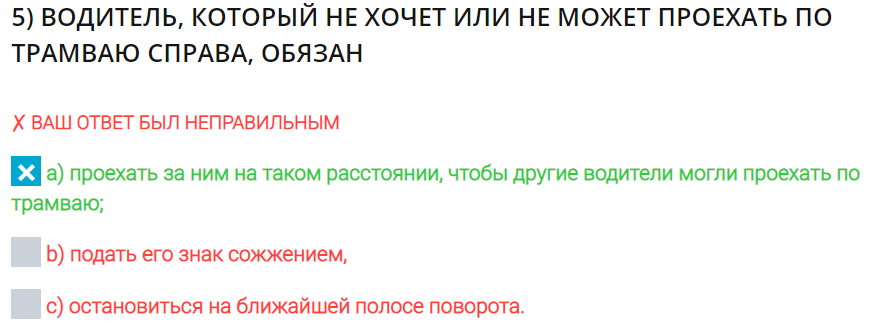 5) ВОДИТЕЛЬ, КОТОРЫЙ НЕ ХОЧЕТ ИЛИ НЕ МОЖЕТ ПРОЕХАТЬ ПО
ТРАМВАЮ СПРАВА, ОБЯЗАН
✗ ВАШ ОТВЕТ БЫЛ НЕПРАВИЛЬНЫМ
a) проехать за ним на таком расстоянии, чтобы другие водители могли проехать по
трамваю;
b) подать его знак сожжением,
c) остановиться на ближайшей полосе поворота.